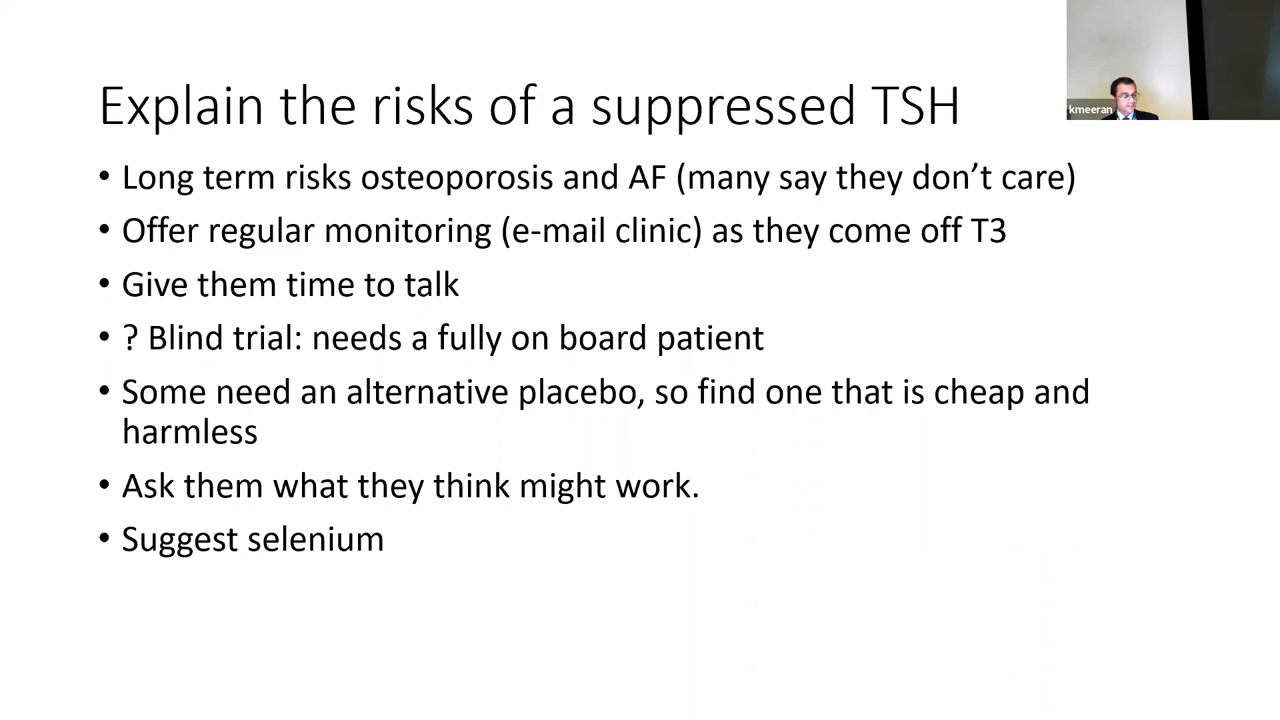 Explain the risks of a suppressed TSH
kmeeran
• Long term risks osteoporosis and AF (many say they don’t care)
• Offer regular monitoring (e-mail clinic) as they come off T3
• Give them time to talk
• ? Blind trial: needs a fully on board patient
• Some need an alternative placebo, so find one that is cheap and
harmless
• Ask them what they think might work.
• Suggest selenium